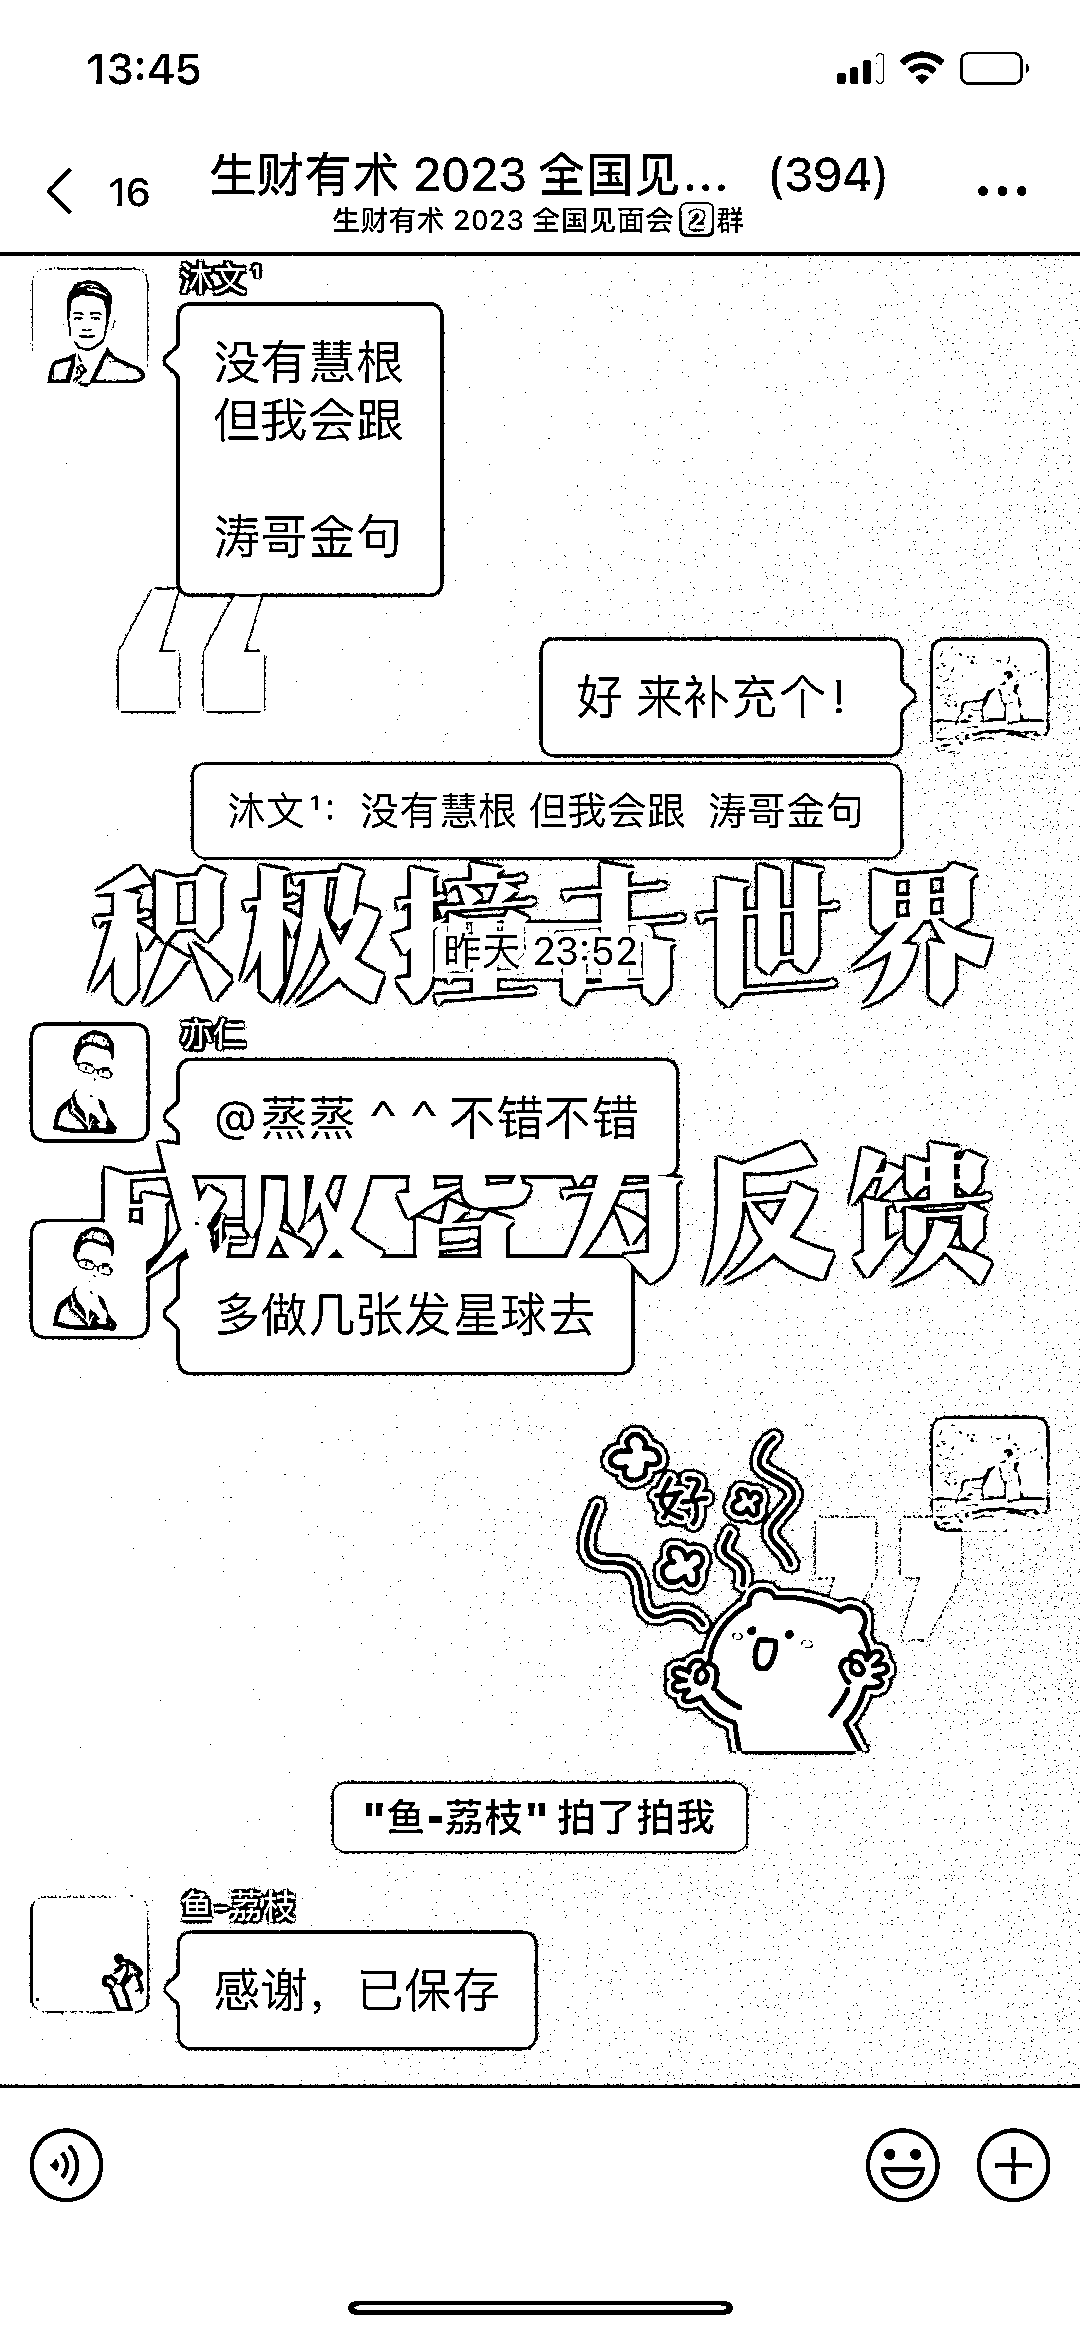 13:45
16
生财有术 2023 全国见... (394)
生财有术 2023 全国见面会②群
沐文¹
没有慧根
但我会跟
涛哥金句
好 来补充个！
沐文¹：没有慧根 但我会跟 涛哥金句
积极撞击世界
昨天 23:52
亦仁
@蒸蒸 ^ ^ 不错不错
成败皆为反馈
多做几张发星球去
好
"鱼-荔枝" 拍了拍我
鱼-荔枝
感谢，已保存